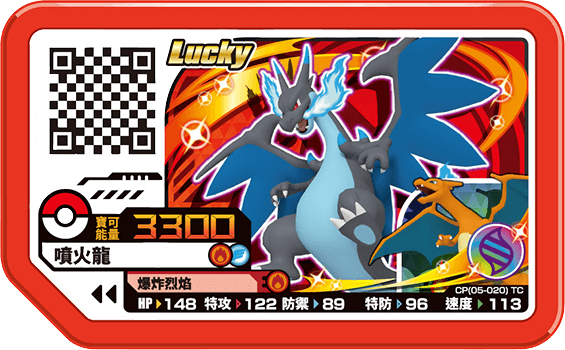 Lucky
寶可能量 3300
噴火龍
爆炸烈焰
HP 148 特攻 122 防禦 89 特防 96 速度 113
CP(05-020) TC